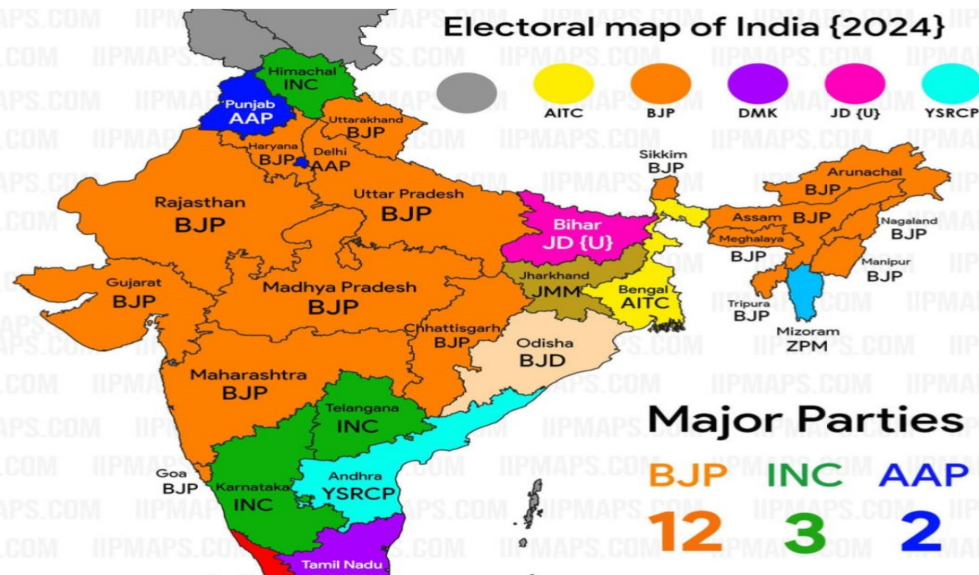 Electoral map of India {2024}
AITC
BJP
DMK
JD {U}
YSRCP
Himachal
INC
Punjab
AAP
Uttarakhand
BJP
Haryana
BJP
Delhi
AAP
Rajasthan
BJP
Uttar Pradesh
BJP
Sikkim
BJP
Arunachal
BJP
Assam
BJP
Nagaland
BJP
Meghalaya
BJP
Manipur
BJP
Tripura
BJP
Mizoram
ZPM
Bihar
JD {U}
Jharkhand
JMM
Bengal
AITC
Gujarat
BJP
Madhya Pradesh
BJP
Chhattisgarh
BJP
Odisha
BJD
Maharashtra
BJP
Telangana
INC
Goa
BJP
Karnataka
INC
Andhra
YSRCP
Tamil Nadu
Major Parties
BJP INC AAP
12 3 2
IIPMAPS.COM